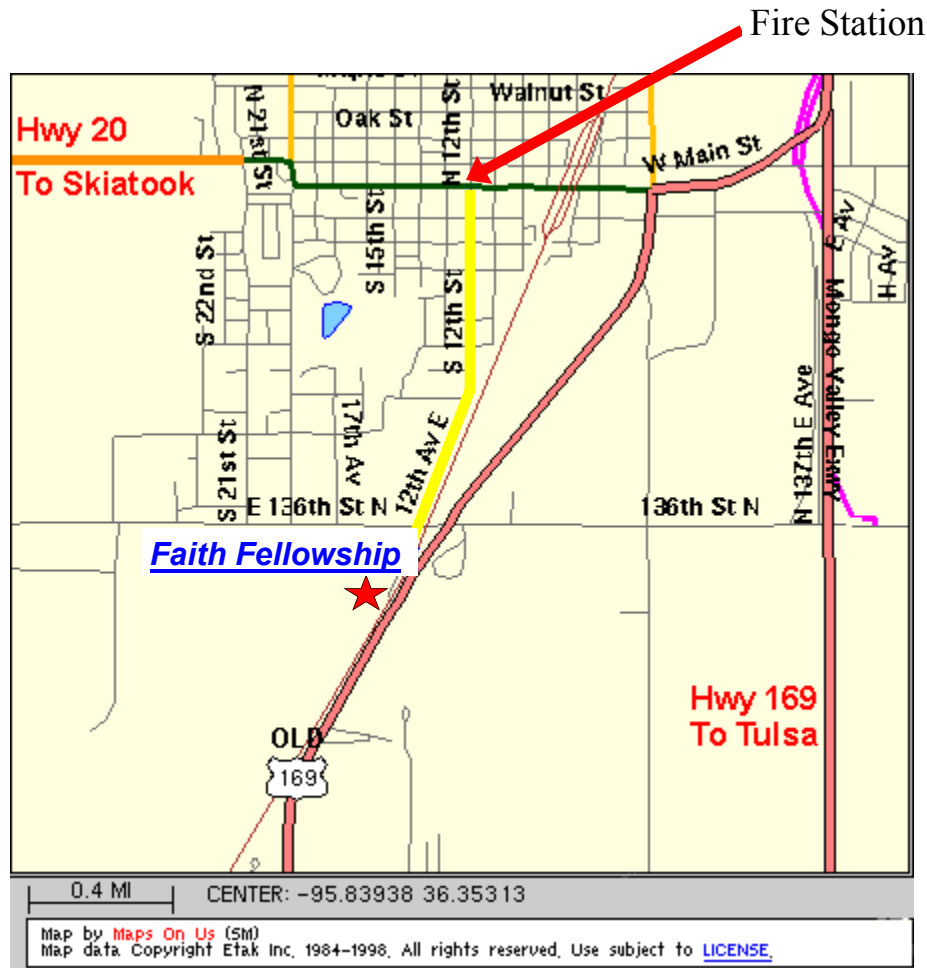 Fire Station
Walnut St
Oak St
N 12th St
N 21st St
Hwy 20
To Skiatook
W Main St
S 15th St
S 22nd St
S 12th St
H Av
N 137th E Ave
17th Av
12th Av E
S 21st St
E 136th St N
136th St N
Faith Fellowship
Hwy 169
To Tulsa
OLD
169
0.4 MI
CENTER: -95.83938 36.35313
Map by Maps On Us (SM)
Map data Copyright Etak Inc. 1984-1998. All rights reserved. Use subject to LICENSE.